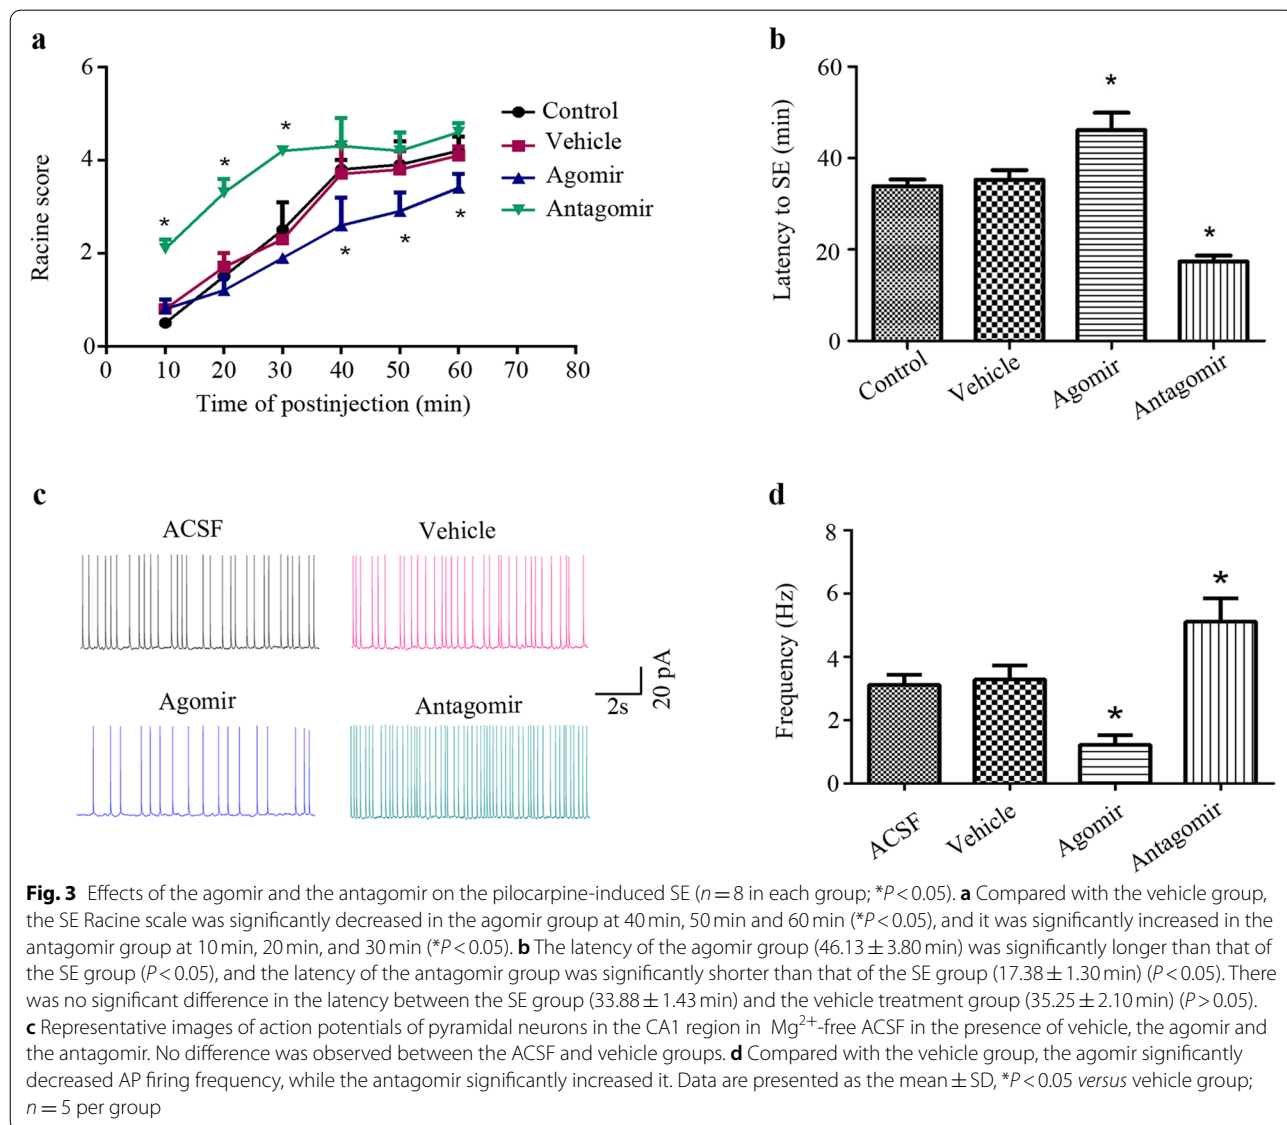 a
6
4
2
0
Racine score
*
*
*
*
*
*
Control
Vehicle
Agomir
Antagomir
0 10 20 30 40 50 60 70 80
Time of postinjection (min)
b
60
40
20
0
Latency to SE (min)
*
*
Control
Vehicle
Agomir
Antagomir
c
ACSF
Vehicle
Agomir
Antagomir
2s
20 pA
d
8
6
4
2
0
Frequency (Hz)
*
*
ACSF
Vehicle
Agomir
Antagomir
Fig. 3 Effects of the agomir and the antagomir on the pilocarpine-induced SE (n = 8 in each group; *P < 0.05). a Compared with the vehicle group,
the SE Racine scale was significantly decreased in the agomir group at 40 min, 50 min and 60 min (*P < 0.05), and it was significantly increased in the
antagomir group at 10 min, 20 min, and 30 min (*P < 0.05). b The latency of the agomir group (46.13 ± 3.80 min) was significantly longer than that of
the SE group (P < 0.05), and the latency of the antagomir group was significantly shorter than that of the SE group (17.38 ± 1.30 min) (P < 0.05). There
was no significant difference in the latency between the SE group (33.88 ± 1.43 min) and the vehicle treatment group (35.25 ± 2.10 min) (P > 0.05).
c Representative images of action potentials of pyramidal neurons in the CA1 region in Mg2+-free ACSF in the presence of vehicle, the agomir and
the antagomir. No difference was observed between the ACSF and vehicle groups. d Compared with the vehicle group, the agomir significantly
decreased AP firing frequency, while the antagomir significantly increased it. Data are presented as the mean ± SD, *P < 0.05 versus vehicle group;
n = 5 per group